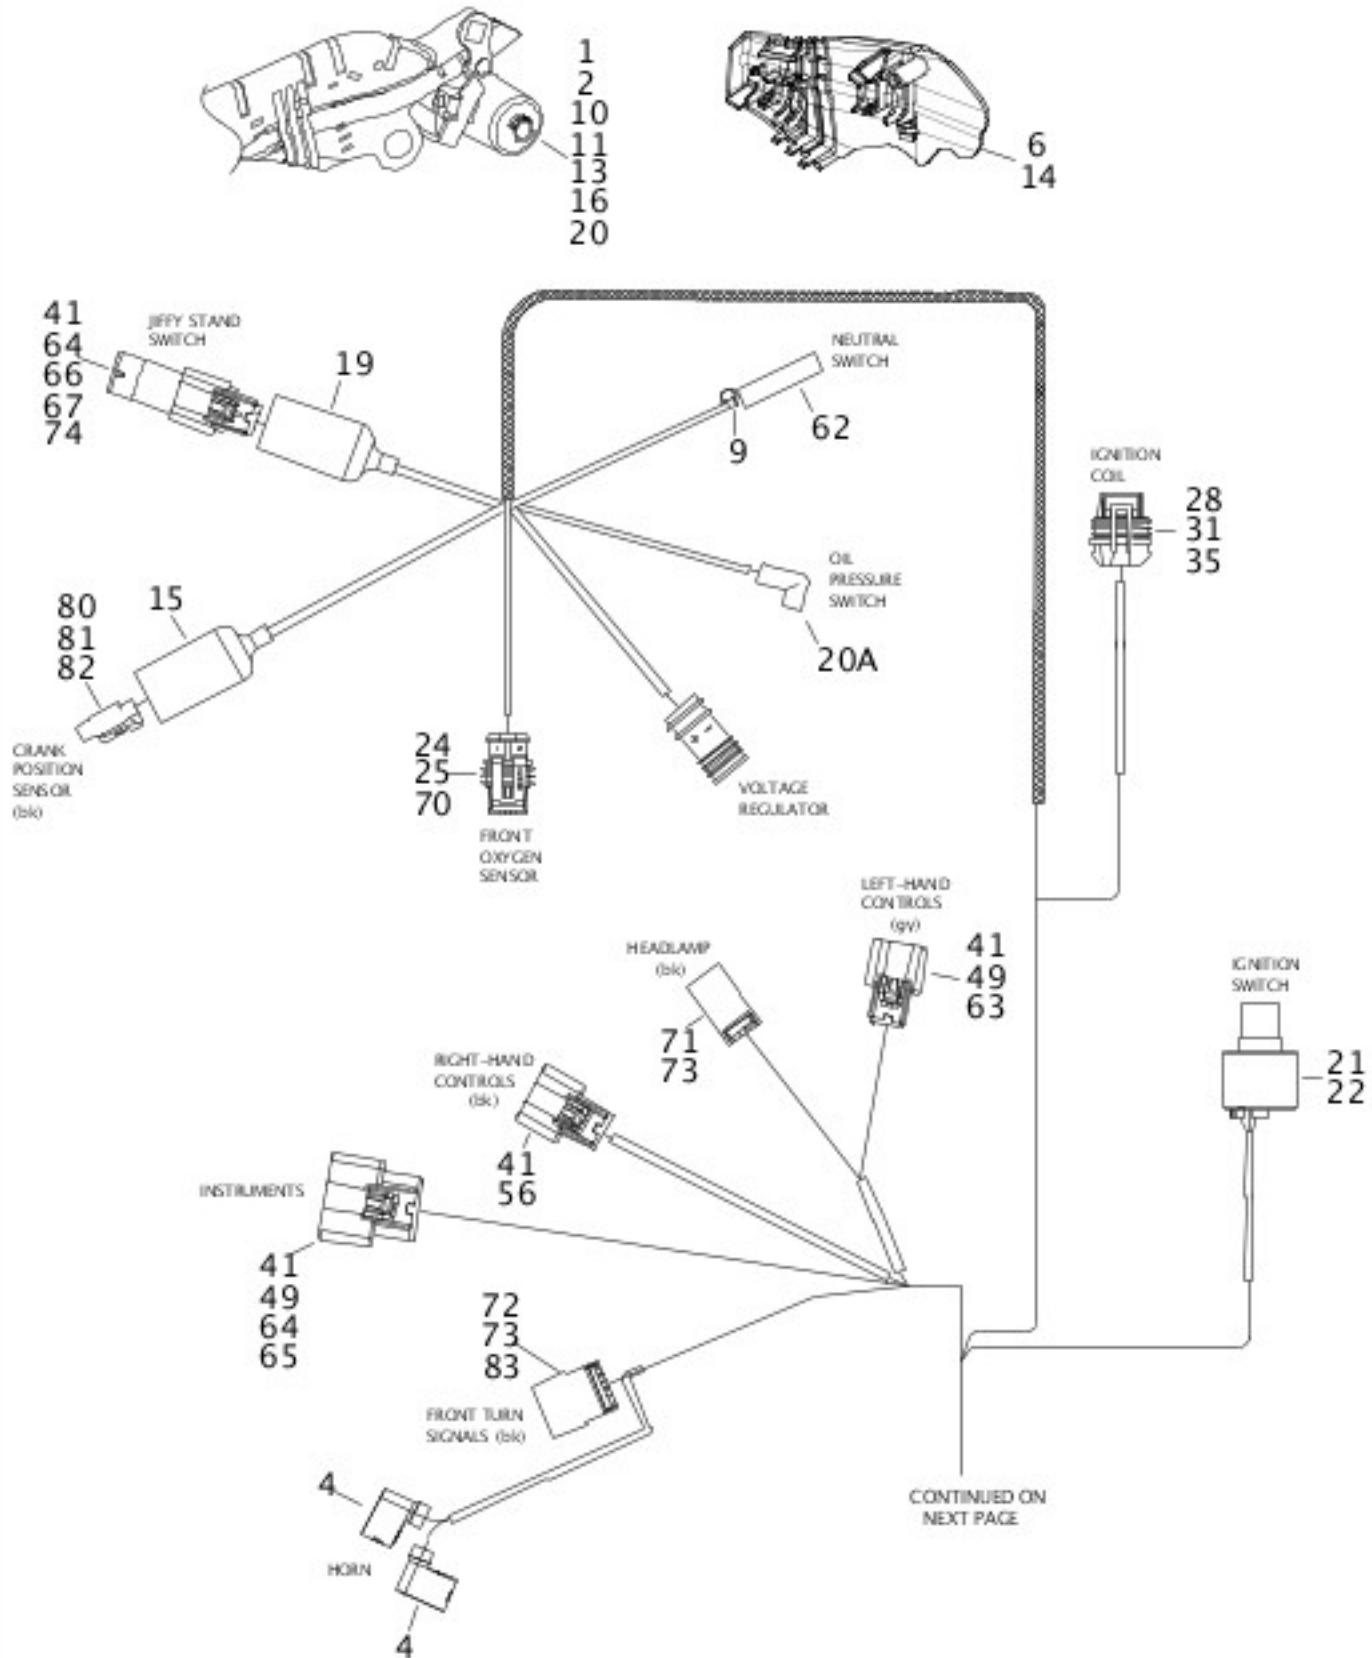 1
2
10
11
13
16
20
6
14
41
64
66
67
74
JIFFY STAND
SWITCH
19
NEUTRAL
SWITCH
9
62
IGNITION
COIL
28
31
35
OIL
PRESSURE
SWITCH
20A
80
81
82
15
CRANK
POSITION
SENSOR
(bk)
24
25
70
FRONT
OXYGEN
SENSOR
VOLTAGE
REGULATOR
LEFT-HAND
CONTROLS
(gy)
41
49
63
HEADLAMP
(bk)
71
73
IGNITION
SWITCH
21
22
RIGHT-HAND
CONTROLS
(bk)
41
56
INSTRUMENTS
41
49
64
65
72
73
83
FRONT TURN
SIGNALS (bk)
4
HORN
4
CONTINUED ON
NEXT PAGE